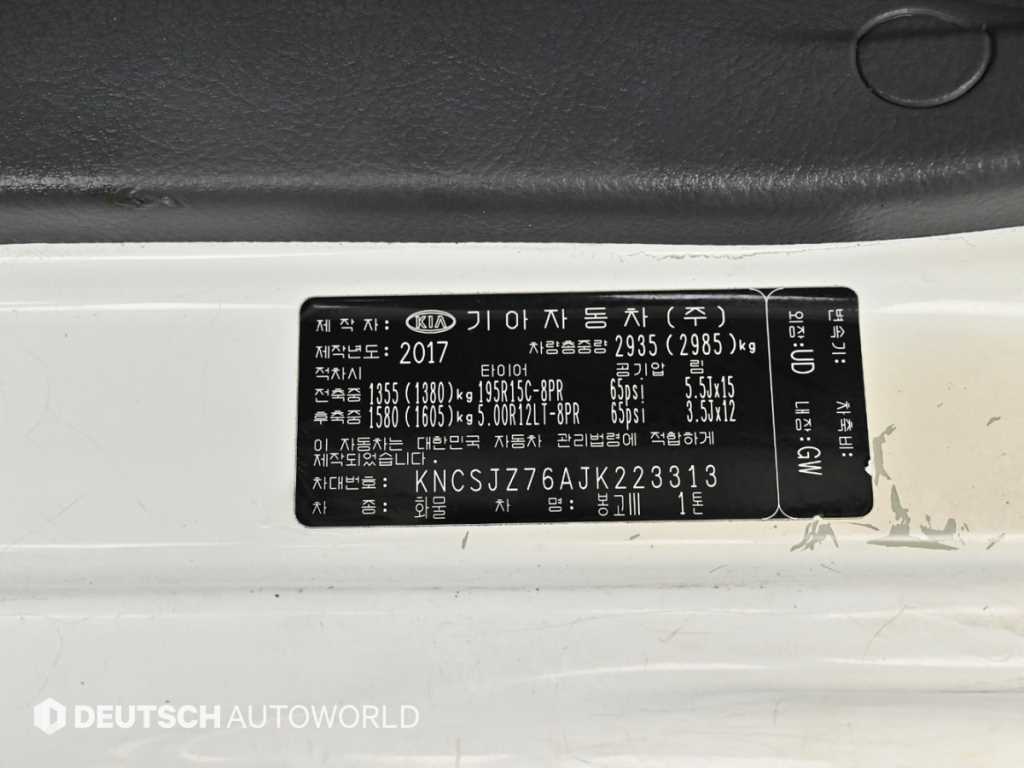 제 작 자: KIA 기아자동차(주)
제작년도: 2017 차량총중량 2935(2985)kg
적차시 타이어 공기압 림
전축중 1355(1380)kg 195R15C-8PR 65psi 5.5Jx15
후축중 1580(1605)kg 5.00R12LT-8PR 65psi 3.5Jx12
이 자동차는 대한민국 자동차 관리법령에 적합하게
제작되었습니다.
차대번호: KNCSJZ76AJK223313
차 종: 화물 차 명: 봉고III 1톤
변속기: 차축비:
외장:UD 내장:GW
DEUTSCH AUTOWORLD